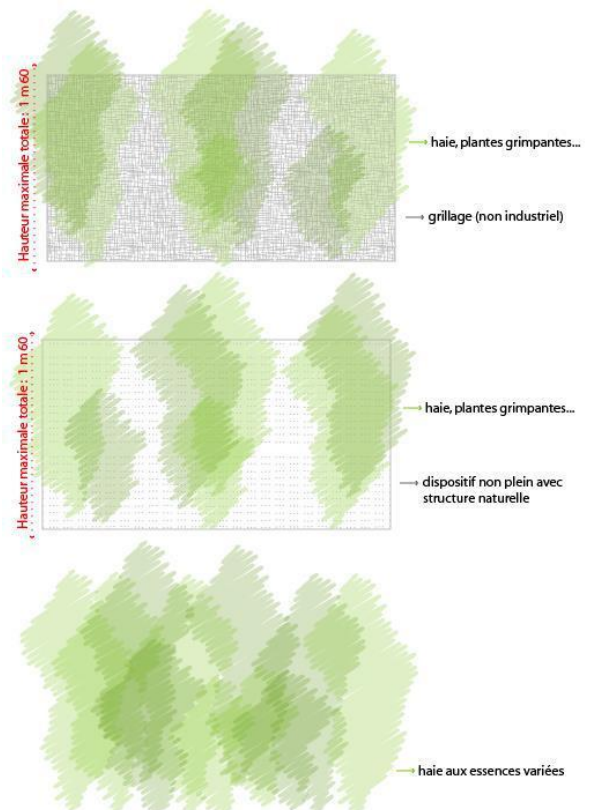 Hauteur maximale totale : 1 m 60
haie, plantes grimpantes...
grillage (non industriel)
Hauteur maximale totale : 1 m 60
haie, plantes grimpantes...
dispositif non plein avec
structure naturelle
haie aux essences variées